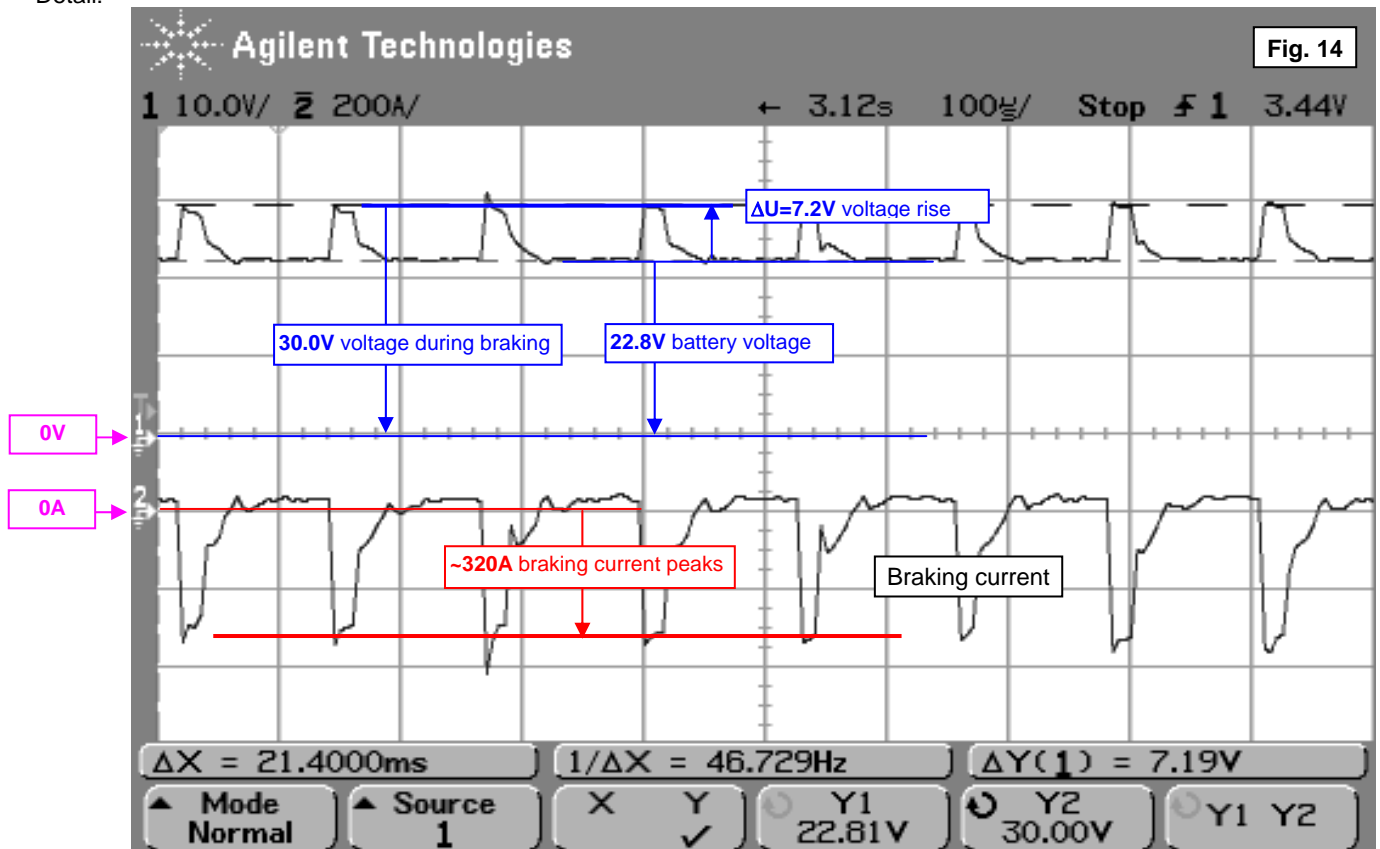 Detail:
Agilent Technologies
Fig. 14
1 10.0V/ 2 200A/ ← 3.12s 100㎲/ Stop 1 3.44V
ΔU=7.2V voltage rise
30.0V voltage during braking
22.8V battery voltage
T
1
0V
2
0A
~320A braking current peaks
Braking current
ΔX = 21.4000ms
1/ΔX = 46.729Hz
ΔY(1) = 7.19V
Mode
Normal
Source
1
X Y
✓
Y1
22.81V
Y2
30.00V
Y1 Y2